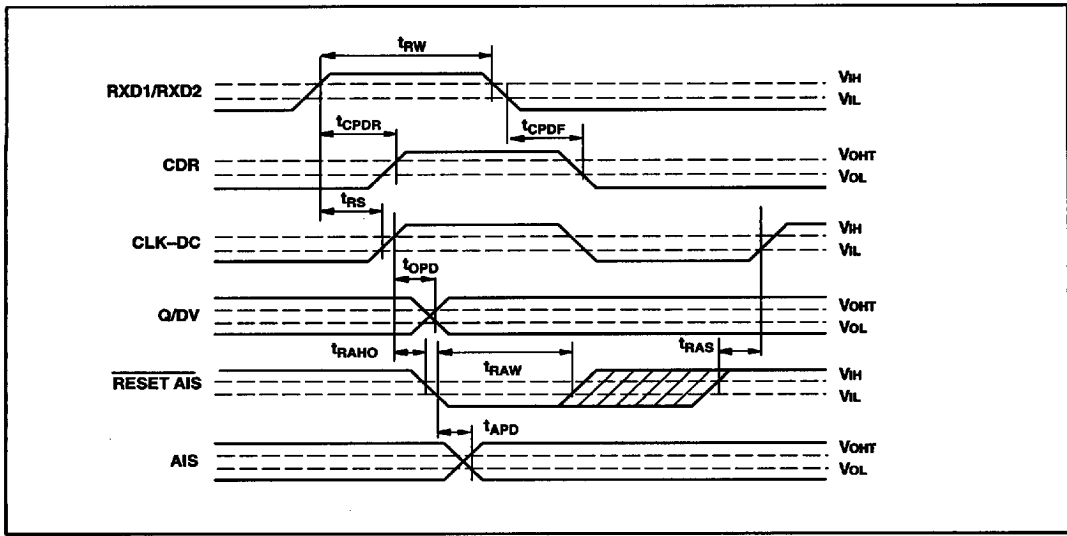 tRW
RXD1/RXD2
VIH
VIL
tCPDR
tCPDF
CDR
VOHT
VOL
tRS
CLK–DC
VIH
VIL
tOPD
Q/DV
VOHT
VOL
tRAHO
tRAW
tRAS
RESET AIS
VIH
VIL
tAPD
AIS
VOHT
VOL